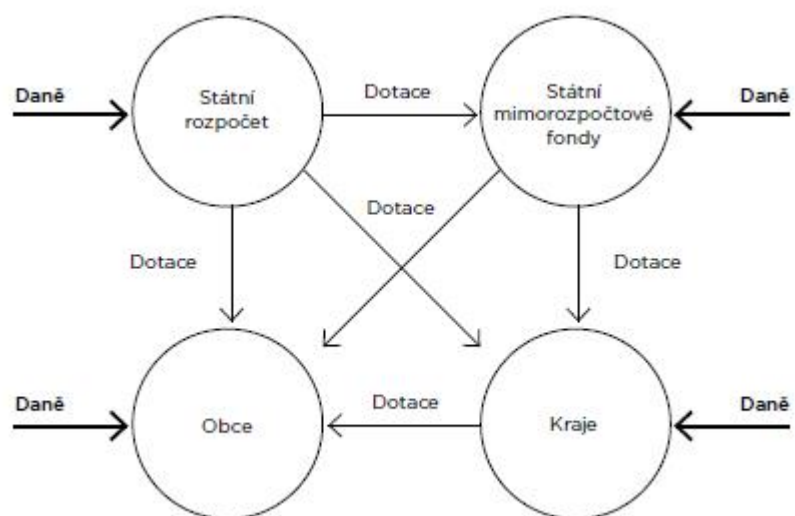 Daně
Státní
rozpočet
Dotace
Státní
mimorozpočtové
fondy
Daně
Dotace
Dotace
Dotace
Daně
Obce
Dotace
Kraje
Daně